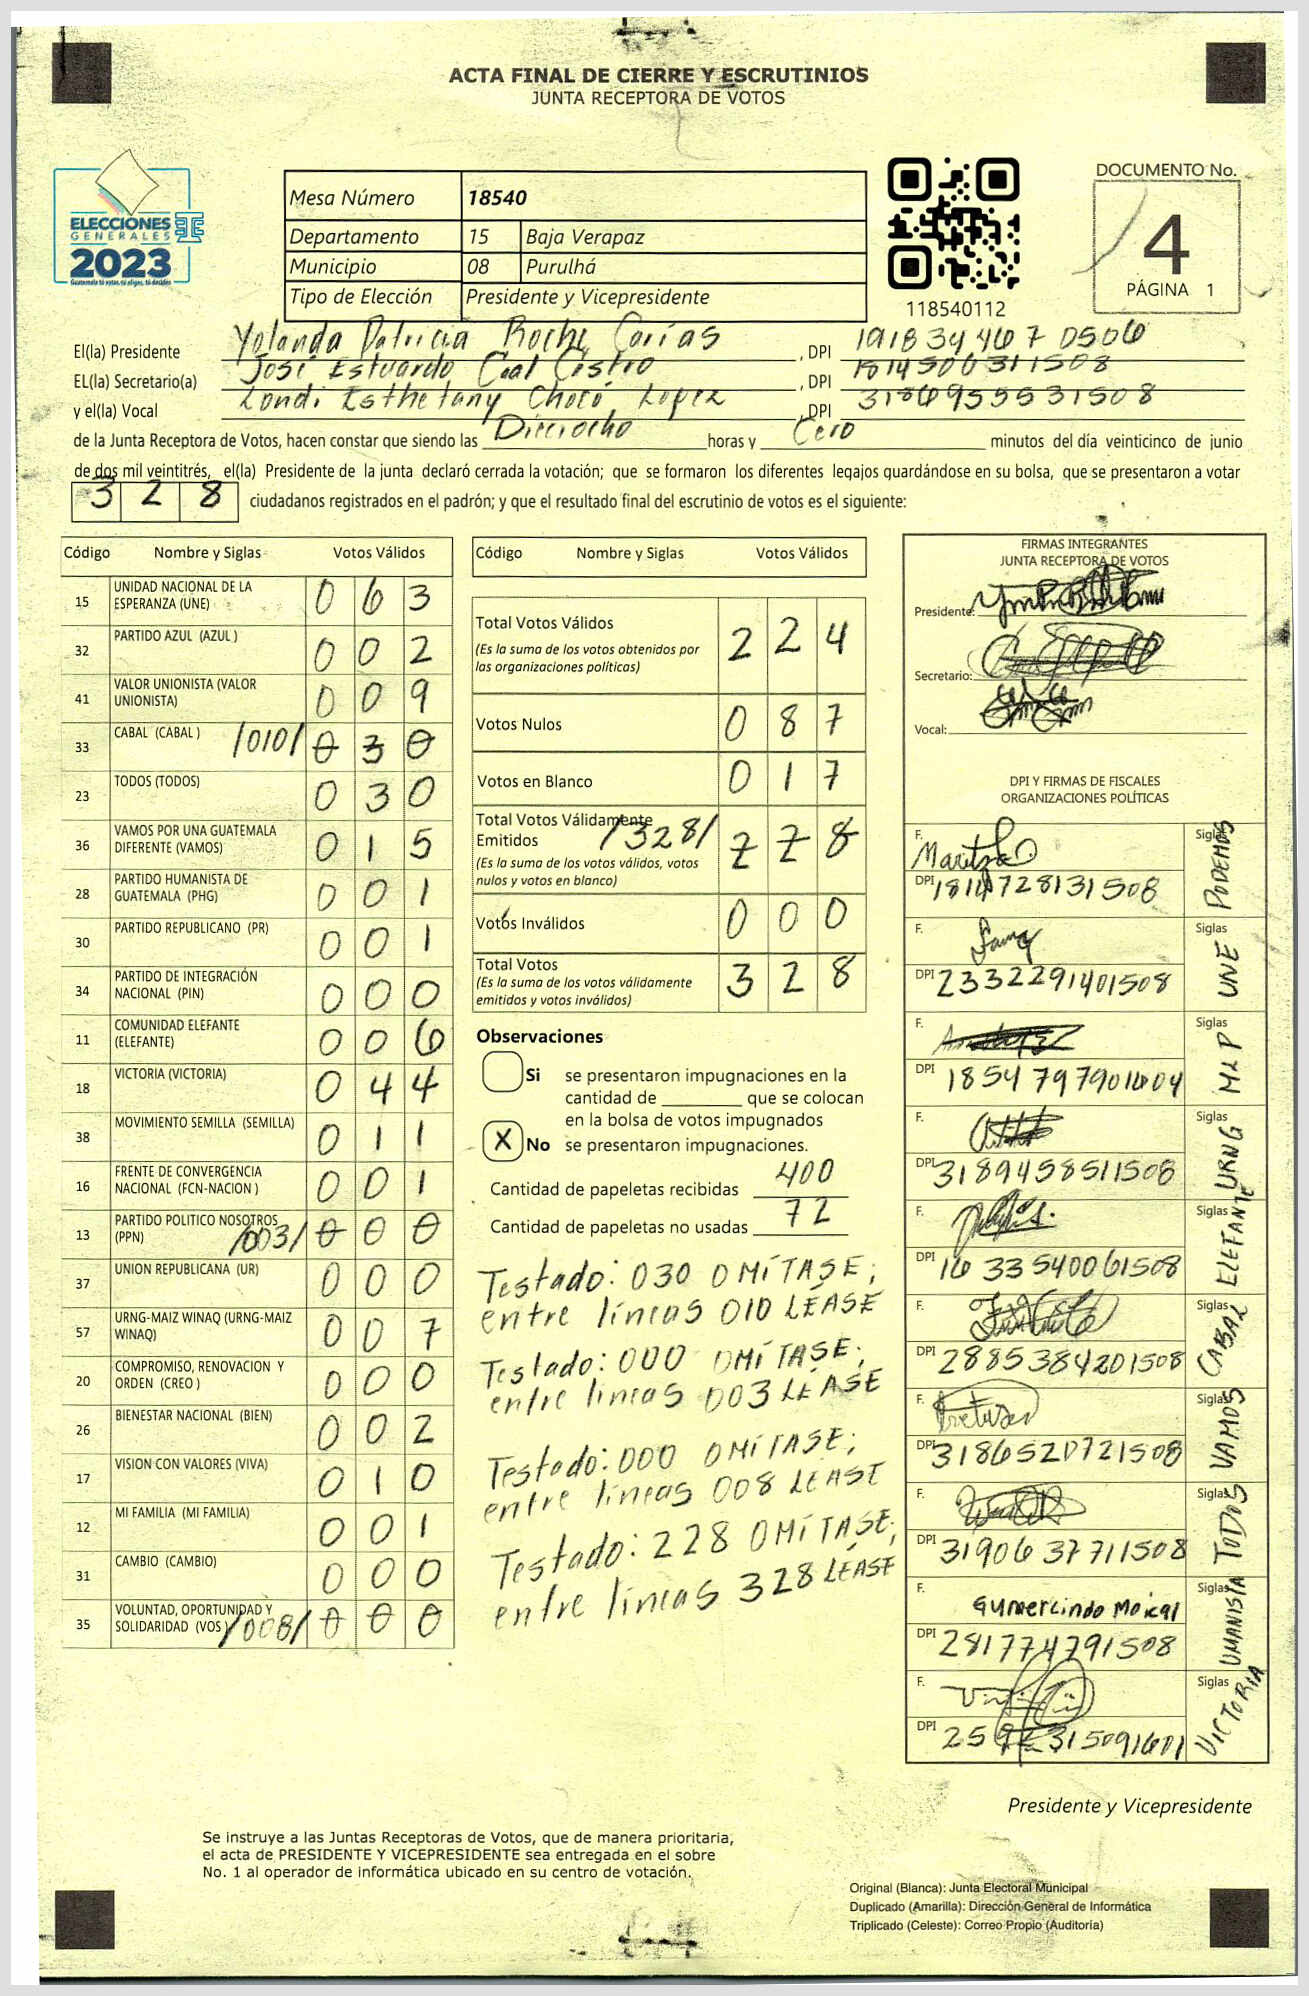 ACTA FINAL DE CIERRE Y ESCRUTINIOS
JUNTA RECEPTORA DE VOTOS
ELECCIONES
GENERALES
2023
Guatemala tú votas, tú eliges, tú decides
Mesa Número 18540
Departamento 15 Baja Verapaz
Municipio 08 Purulhá
Tipo de Elección Presidente y Vicepresidente
118540112
DOCUMENTO No.
4
PÁGINA 1
El(la) Presidente Yolanda Patricia Carías , DPI 191834467 0506
EL(la) Secretario(a) José Estuardo Caal Castro , DPI 1814506311508
y el(la) Vocal Londi Esthefany Chocó Lopez , DPI 3186955531508
de la Junta Receptora de Votos, hacen constar que siendo las Dieciocho horas y Cero minutos del día veinticinco de junio
de dos mil veintitrés, el(la) Presidente de la junta declaró cerrada la votación; que se formaron los diferentes legajos guardándose en su bolsa, que se presentaron a votar
3 2 8 ciudadanos registrados en el padrón; y que el resultado final del escrutinio de votos es el siguiente:
Código Nombre y Siglas Votos Válidos
15 UNIDAD NACIONAL DE LA ESPERANZA (UNE) 0 6 3
32 PARTIDO AZUL (AZUL ) 0 0 2
41 VALOR UNIONISTA (VALOR UNIONISTA) 0 0 9
33 CABAL (CABAL ) /010/ 0 3 0
23 TODOS (TODOS) 0 3 0
36 VAMOS POR UNA GUATEMALA DIFERENTE (VAMOS) 0 1 5
28 PARTIDO HUMANISTA DE GUATEMALA (PHG) 0 0 1
30 PARTIDO REPUBLICANO (PR) 0 0 1
34 PARTIDO DE INTEGRACIÓN NACIONAL (PIN) 0 0 0
11 COMUNIDAD ELEFANTE (ELEFANTE) 0 0 6
18 VICTORIA (VICTORIA) 0 4 4
38 MOVIMIENTO SEMILLA (SEMILLA) 0 1 1
16 FRENTE DE CONVERGENCIA NACIONAL (FCN-NACION ) 0 0 1
13 PARTIDO POLITICO NOSOTROS (PPN) /003/ 0 0 0
37 UNION REPUBLICANA (UR) 0 0 0
57 URNG-MAIZ WINAQ (URNG-MAIZ WINAQ) 0 0 7
20 COMPROMISO, RENOVACION Y ORDEN (CREO ) 0 0 0
26 BIENESTAR NACIONAL (BIEN) 0 0 2
17 VISION CON VALORES (VIVA) 0 1 0
12 MI FAMILIA (MI FAMILIA) 0 0 1
31 CAMBIO (CAMBIO) 0 0 0
35 VOLUNTAD, OPORTUNIDAD Y SOLIDARIDAD (VOS) /008/ 0 0 0
Código Nombre y Siglas Votos Válidos
Total Votos Válidos 2 2 4
(Es la suma de los votos obtenidos por
las organizaciones políticas)
Votos Nulos 0 8 7
Votos en Blanco 0 1 7
Total Votos Válidamente
Emitidos /328/ 2 2 8
(Es la suma de los votos válidos, votos
nulos y votos en blanco)
Votos Inválidos 0 0 0
Total Votos 3 2 8
(Es la suma de los votos válidamente
emitidos y votos inválidos)
Observaciones
Si se presentaron impugnaciones en la
cantidad de ________ que se colocan
en la bolsa de votos impugnados
X No se presentaron impugnaciones.
Cantidad de papeletas recibidas 400
Cantidad de papeletas no usadas 72
Testado: 030 OMÍTASE;
entre líneas 010 LÉASE
Testado: 000 OMÍTASE;
entre líneas 003 LÉASE
Testado: 000 OMÍTASE;
entre líneas 008 LÉASE
Testado: 228 OMÍTASE;
entre líneas 328 LÉASE
FIRMAS INTEGRANTES
JUNTA RECEPTORA DE VOTOS
Presidente:
Secretario:
Vocal:
DPI Y FIRMAS DE FISCALES
ORGANIZACIONES POLÍTICAS
F. Siglas PODEMOS
DPI 1814728131508
F. Siglas UNE
DPI 2332291401508
F. Siglas MLP
DPI 1854797901604
F. Siglas URNG
DPI 3189458511508
F. Siglas ELEFANTE
DPI 1633540061508
F. Siglas CABAL
DPI 2885384201508
F. Siglas VAMOS
DPI 3186520721508
F. Siglas TODOS
DPI 3190637711508
F. Gumercindo Moical Siglas UMANISTA
DPI 281774791508
F. Siglas VICTORIA
DPI
Presidente y Vicepresidente
Se instruye a las Juntas Receptoras de Votos, que de manera prioritaria,
el acta de PRESIDENTE Y VICEPRESIDENTE sea entregada en el sobre
No. 1 al operador de informática ubicado en su centro de votación.
Original (Blanca): Junta Electoral Municipal
Duplicado (Amarilla): Dirección General de Informática
Triplicado (Celeste): Correo Propio (Auditoría)